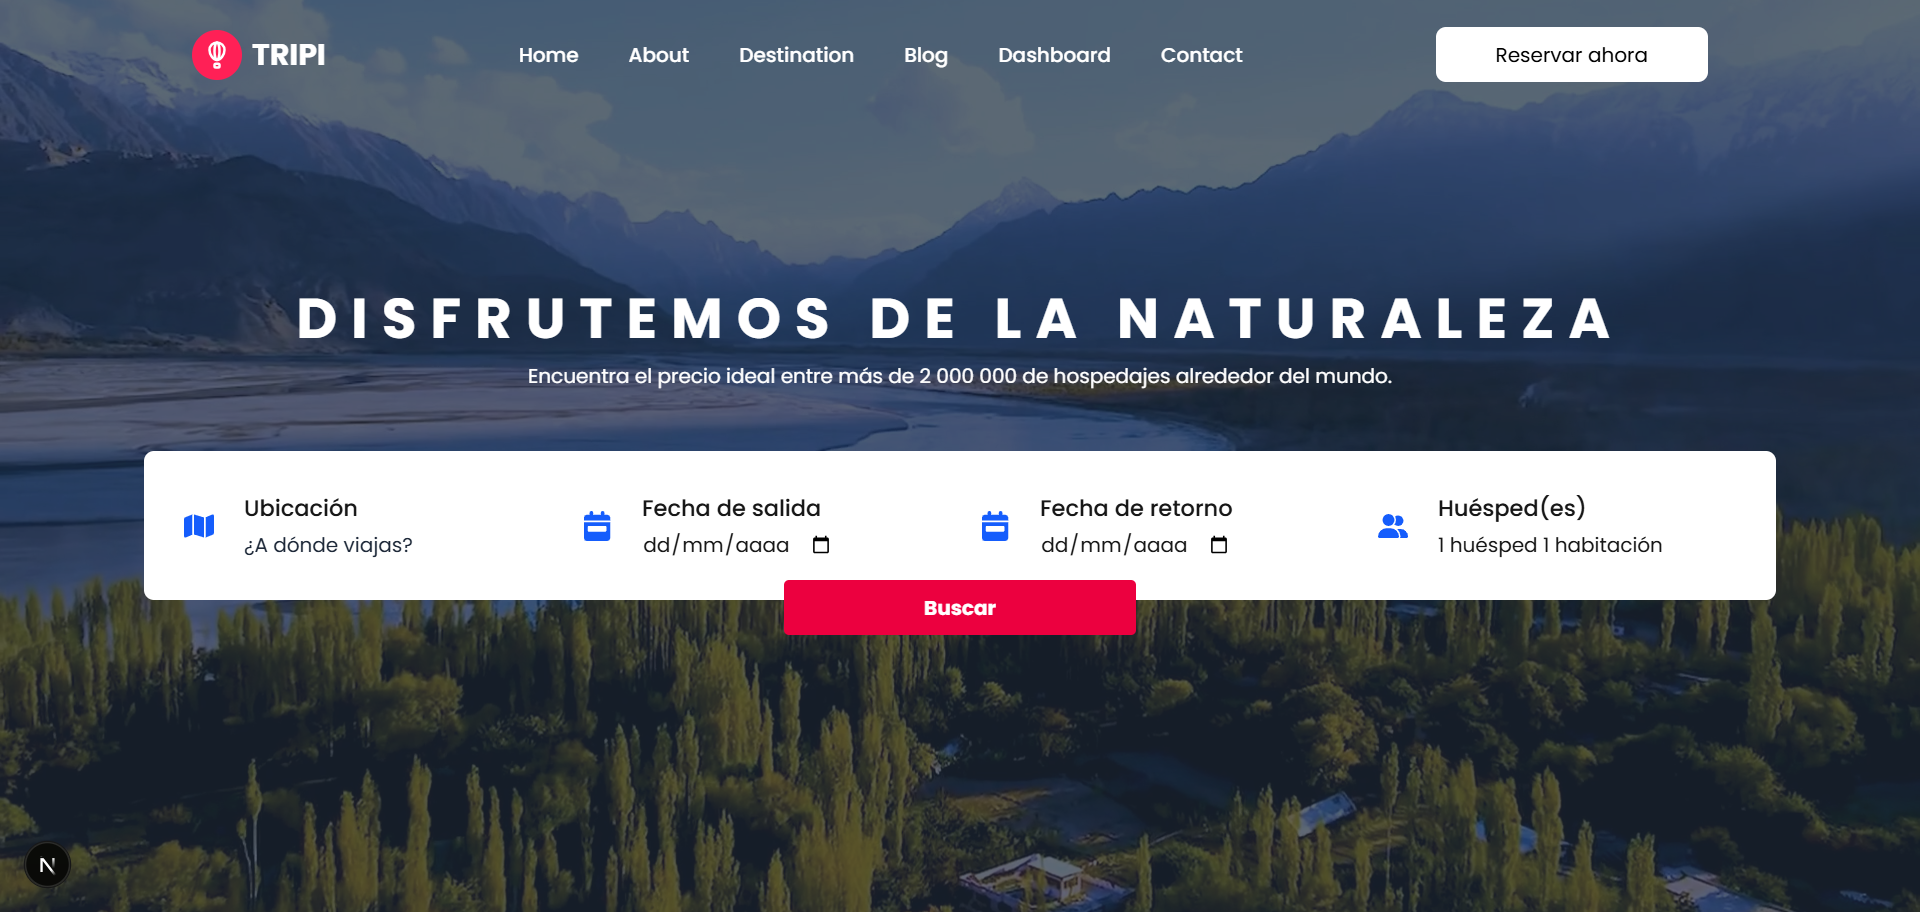 TRIPI
Home About Destination Blog Dashboard Contact
Reservar ahora
DISFRUTEMOS DE LA NATURALEZA
Encuentra el precio ideal entre más de 2 000 000 de hospedajes alrededor del mundo.
Ubicación
¿A dónde viajas?
Fecha de salida
dd/mm/aaaa
Fecha de retorno
dd/mm/aaaa
Huésped(es)
1 huésped 1 habitación
Buscar
N